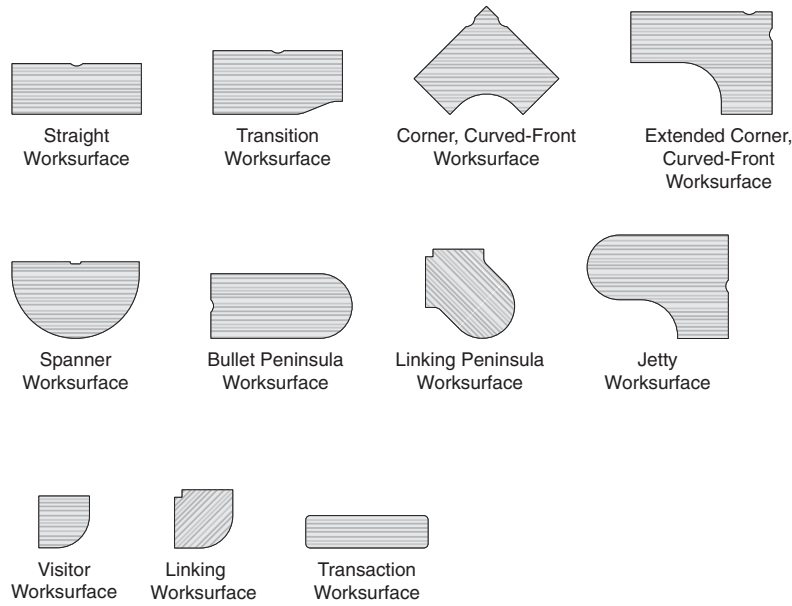 Straight
Worksurface
Transition
Worksurface
Corner, Curved-Front
Worksurface
Extended Corner,
Curved-Front
Worksurface
Spanner
Worksurface
Bullet Peninsula
Worksurface
Linking Peninsula
Worksurface
Jetty
Worksurface
Visitor
Worksurface
Linking
Worksurface
Transaction
Worksurface